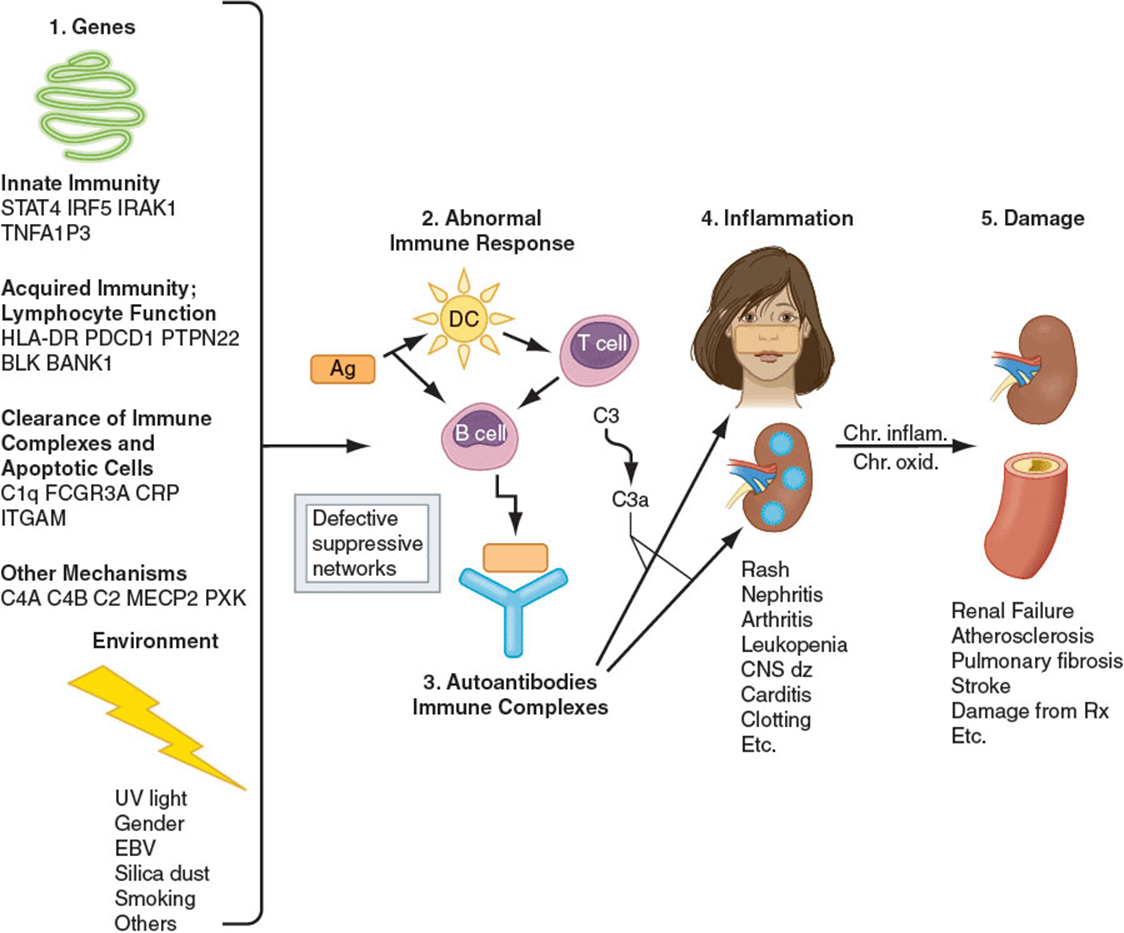 1. Genes
Innate Immunity
STAT4 IRF5 IRAK1
TNFA1P3
Acquired Immunity;
Lymphocyte Function
HLA-DR PDCD1 PTPN22
BLK BANK1
Clearance of Immune
Complexes and
Apoptotic Cells
C1q FCGR3A CRP
ITGAM
Other Mechanisms
C4A C4B C2 MECP2 PXK
Environment
UV light
Gender
EBV
Silica dust
Smoking
Others
2. Abnormal
Immune Response
DC
T cell
Ag
B cell
C3
C3a
Defective
suppressive
networks
3. Autoantibodies
Immune Complexes
4. Inflammation
Rash
Nephritis
Arthritis
Leukopenia
CNS dz
Carditis
Clotting
Etc.
Chr. inflam.
Chr. oxid.
5. Damage
Renal Failure
Atherosclerosis
Pulmonary fibrosis
Stroke
Damage from Rx
Etc.